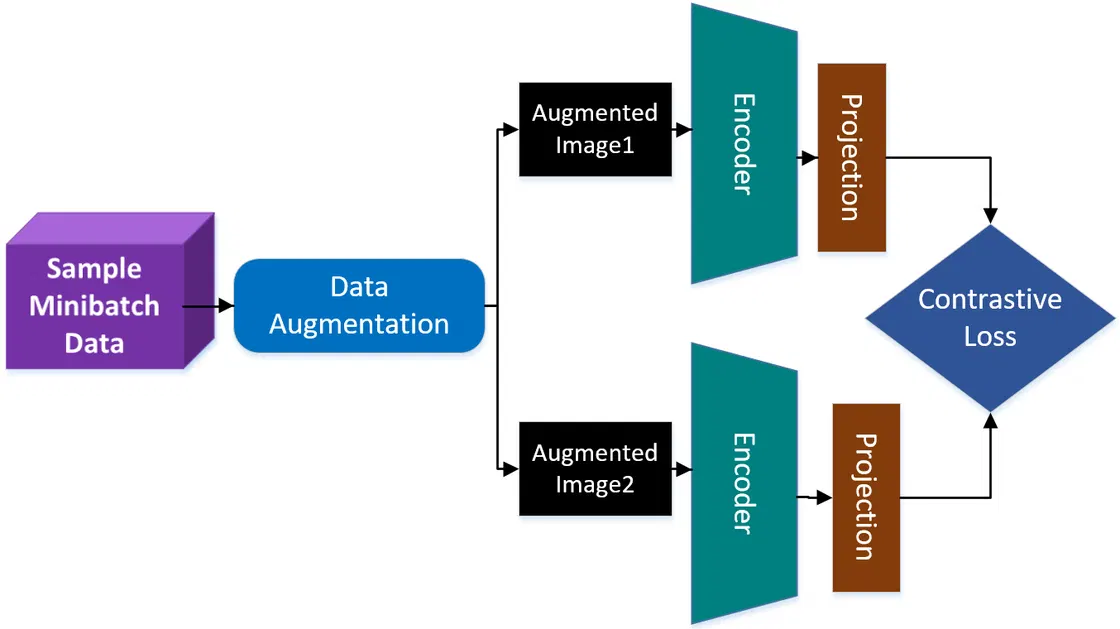 Sample
Minibatch
Data
Data
Augmentation
Augmented
Image1
Encoder
Projection
Contrastive
Loss
Augmented
Image2
Encoder
Projection